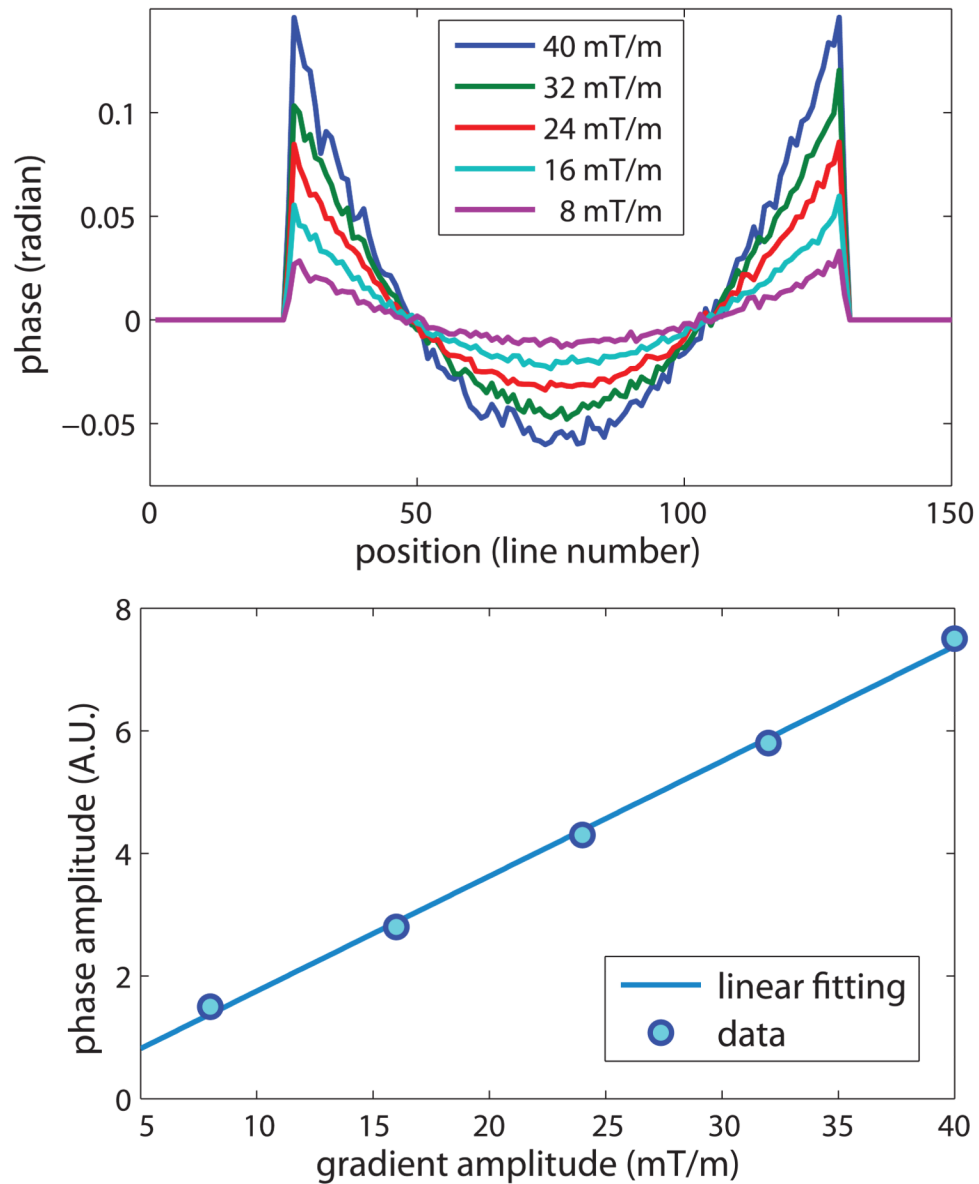 40 mT/m
32 mT/m
24 mT/m
16 mT/m
8 mT/m
0.1
0.05
0
−0.05
phase (radian)
0 50 100 150
position (line number)
8
6
4
2
0
phase amplitude (A.U.)
linear fitting
data
5 10 15 20 25 30 35 40
gradient amplitude (mT/m)